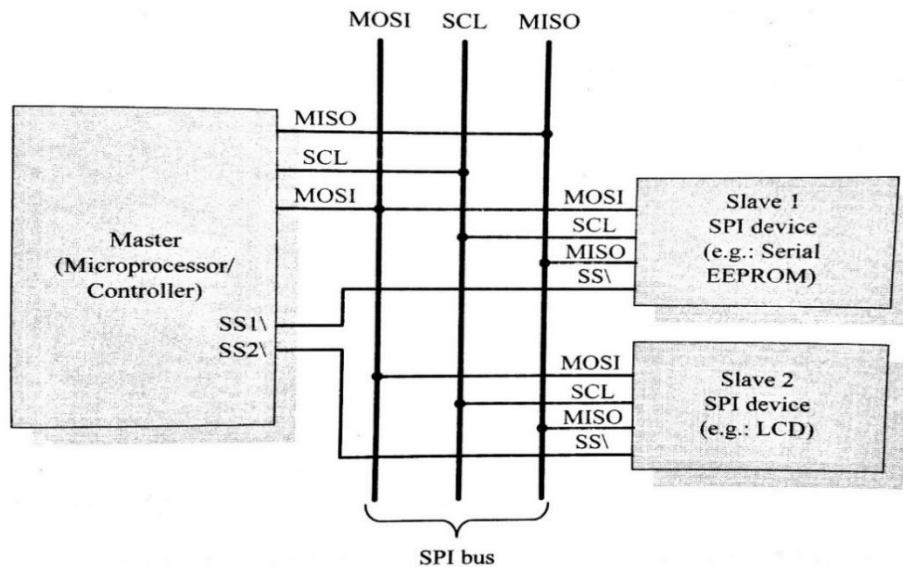 MOSI SCL MISO
MISO
SCL
MOSI
Master
(Microprocessor/
Controller)
SS1\
SS2\
MOSI
SCL
MISO
SS\
Slave 1
SPI device
(e.g.: Serial
EEPROM)
MOSI
SCL
MISO
SS\
Slave 2
SPI device
(e.g.: LCD)
SPI bus